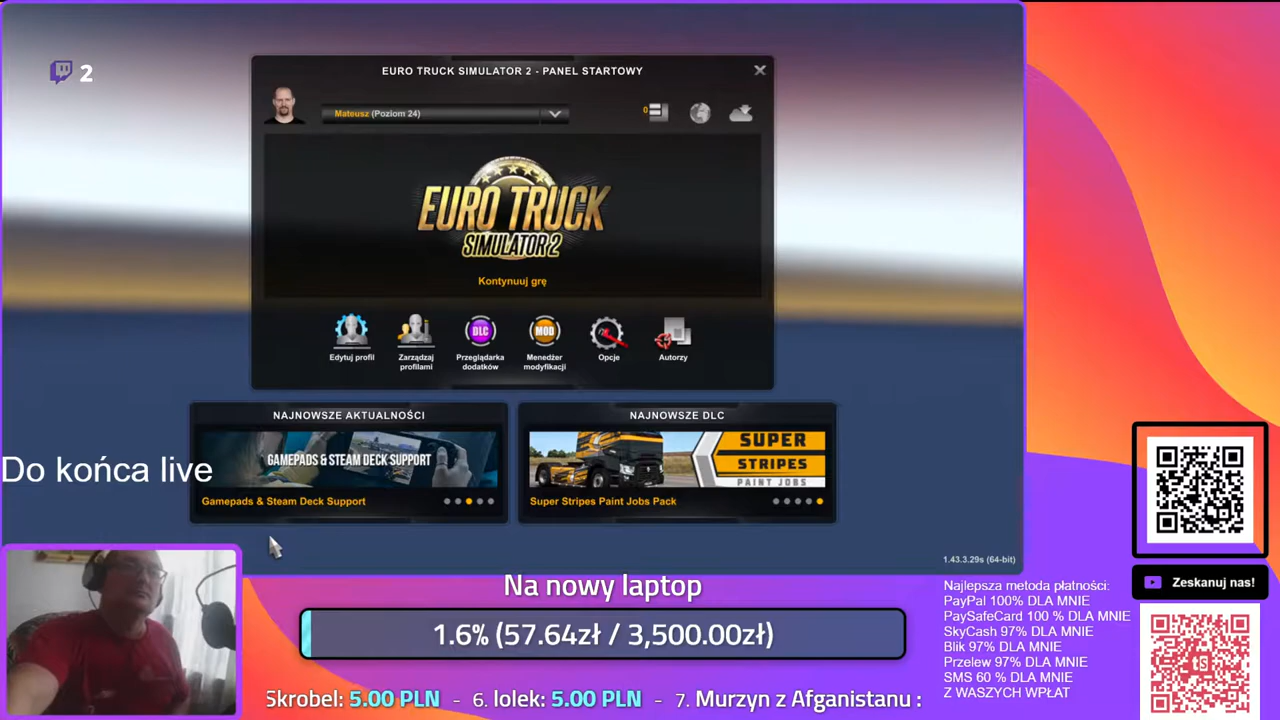 EURO TRUCK SIMULATOR 2 - PANEL STARTOWY
2
Mateusz (Poziom 24)
0
EURO TRUCK
SIMULATOR 2
Kontynuuj grę
DLC
MOD
Edytuj profil
Zarządzaj profilami
Przeglądarka dodatków
Menedżer modyfikacji
Opcje
Autorzy
NAJNOWSZE AKTUALNOŚCI
GAMEPADS & STEAM DECK SUPPORT
Gamepads & Steam Deck Support
NAJNOWSZE DLC
SUPER
STRIPES
PAINT JOBS
Super Stripes Paint Jobs Pack
Do końca live
1.43.3.29s (64-bit)
Na nowy laptop
1.6% (57.64zł / 3,500.00zł)
Skrobel: 5.00 PLN - 6. lolek: 5.00 PLN - 7. Murzyn z Afganistanu :
Najlepsza metoda płatności:
PayPal 100% DLA MNIE
PaySafeCard 100 % DLA MNIE
SkyCash 97% DLA MNIE
Blik 97% DLA MNIE
Przelew 97% DLA MNIE
SMS 60 % DLA MNIE
Z WASZYCH WPŁAT
Zeskanuj nas!
tS